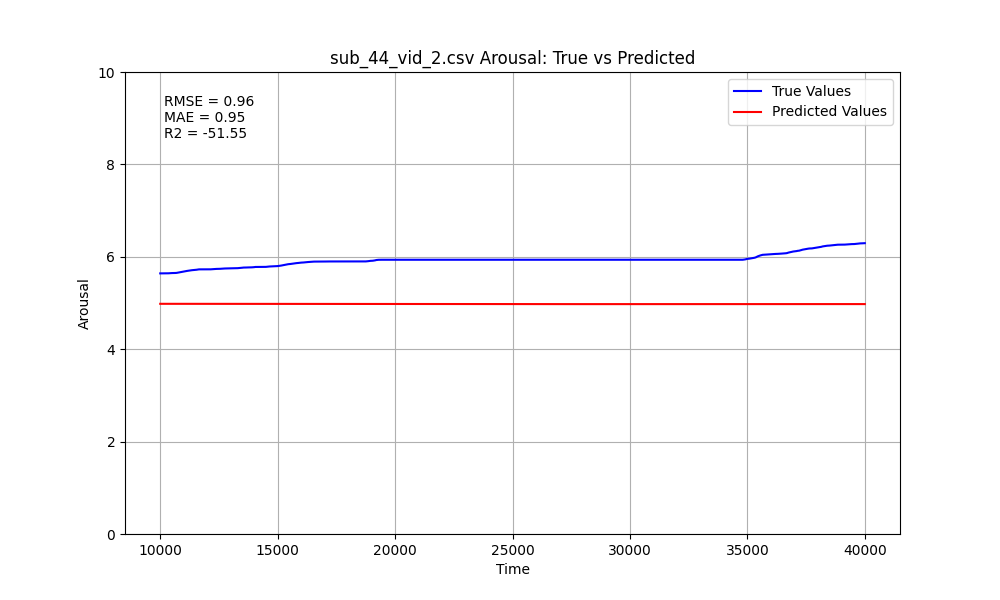 sub_44_vid_2.csv Arousal: True vs Predicted
RMSE = 0.96
MAE = 0.95
R2 = -51.55
True Values
Predicted Values
Arousal
10
8
6
4
2
0
10000
15000
20000
25000
30000
35000
40000
Time